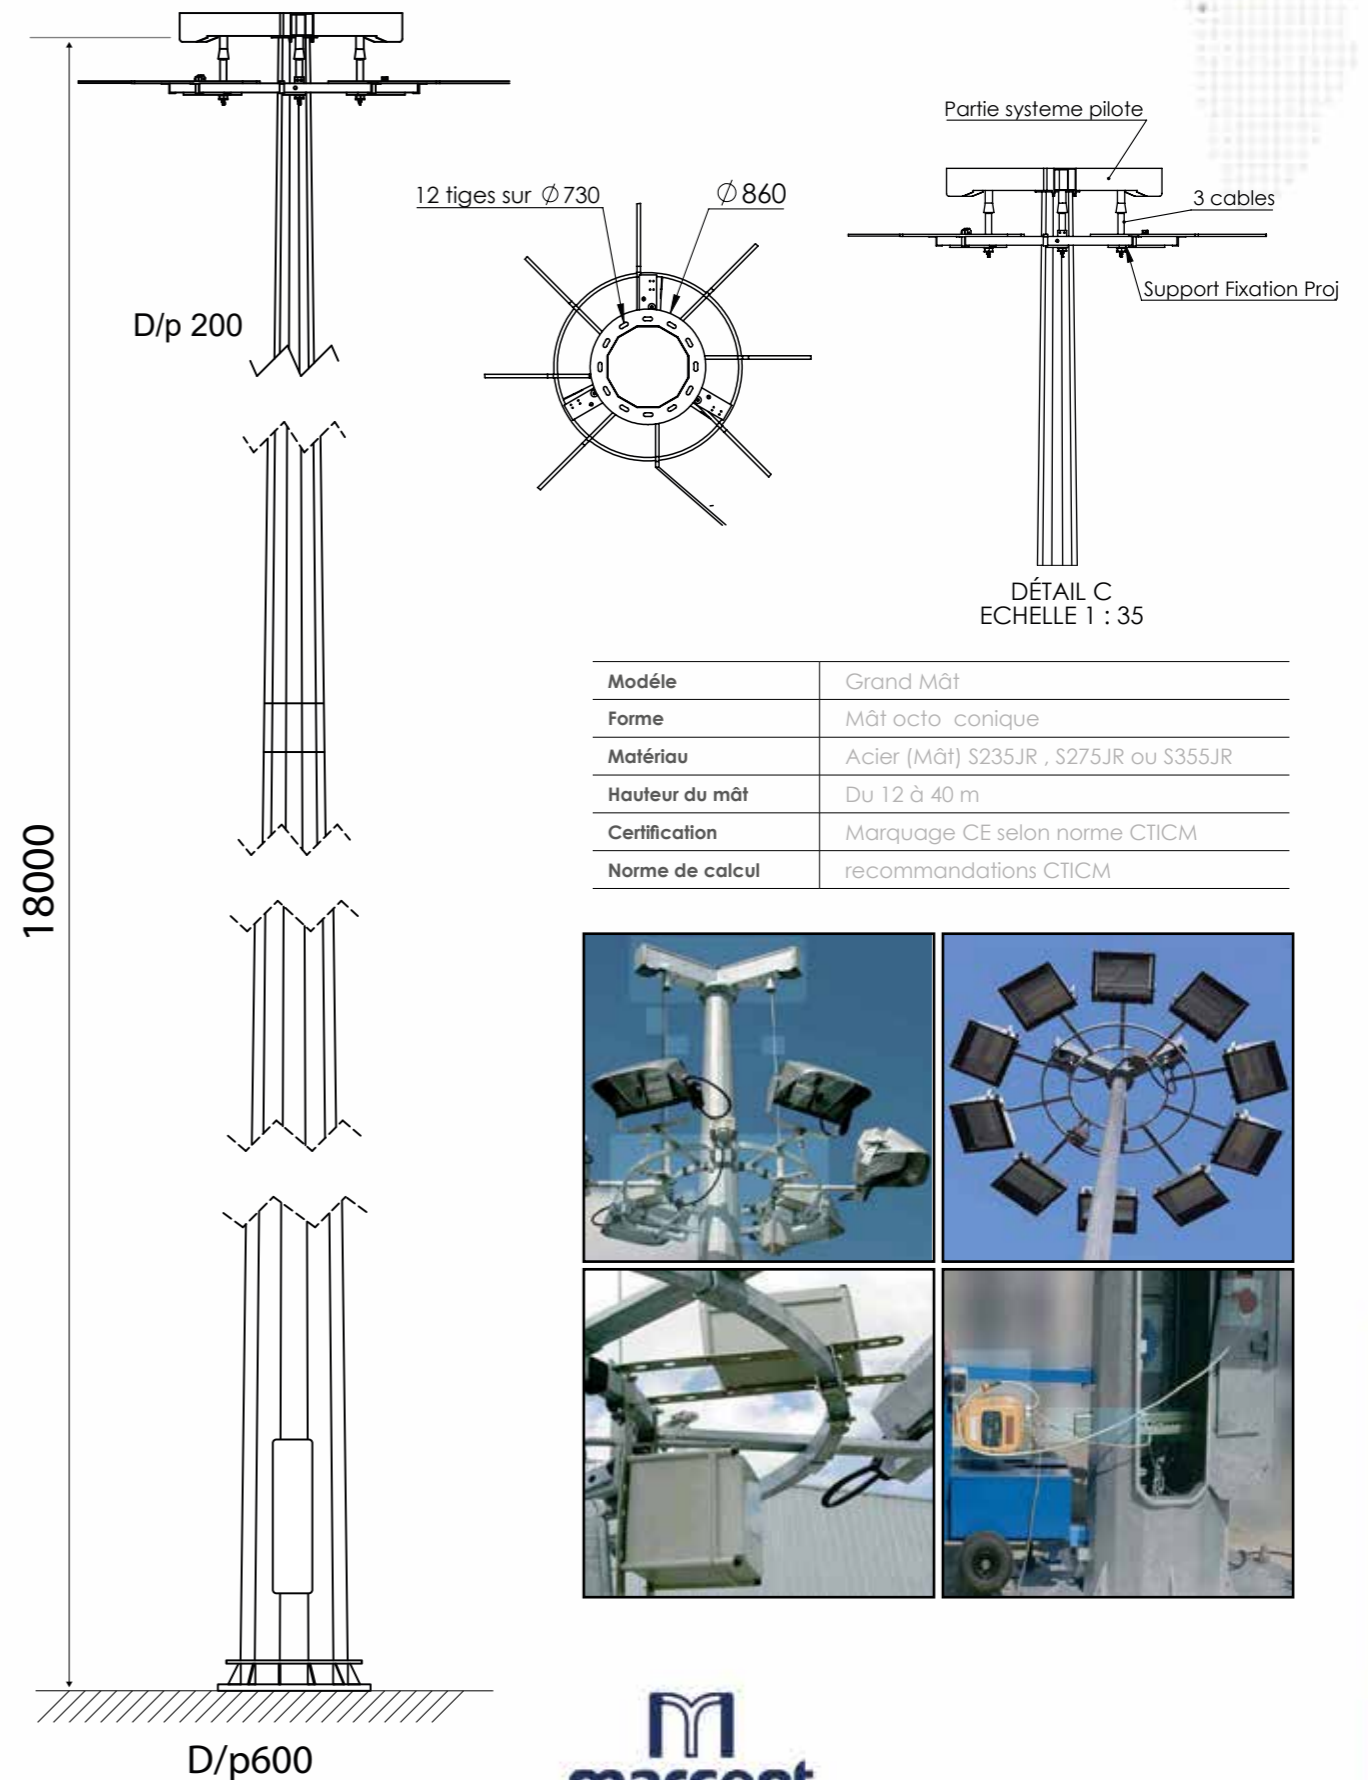 Partie systeme pilote
12 tiges sur ∅730
∅860
3 cables
Support Fixation Proj
D/p 200
DÉTAIL C
ECHELLE 1 : 35
18000
Modéle Grand Mât
Forme Mât octo conique
Matériau Acier (Mât) S235JR , S275JR ou S355JR
Hauteur du mât Du 12 à 40 m
Certification Marquage CE selon norme CTICM
Norme de calcul recommandations CTICM
D/p600